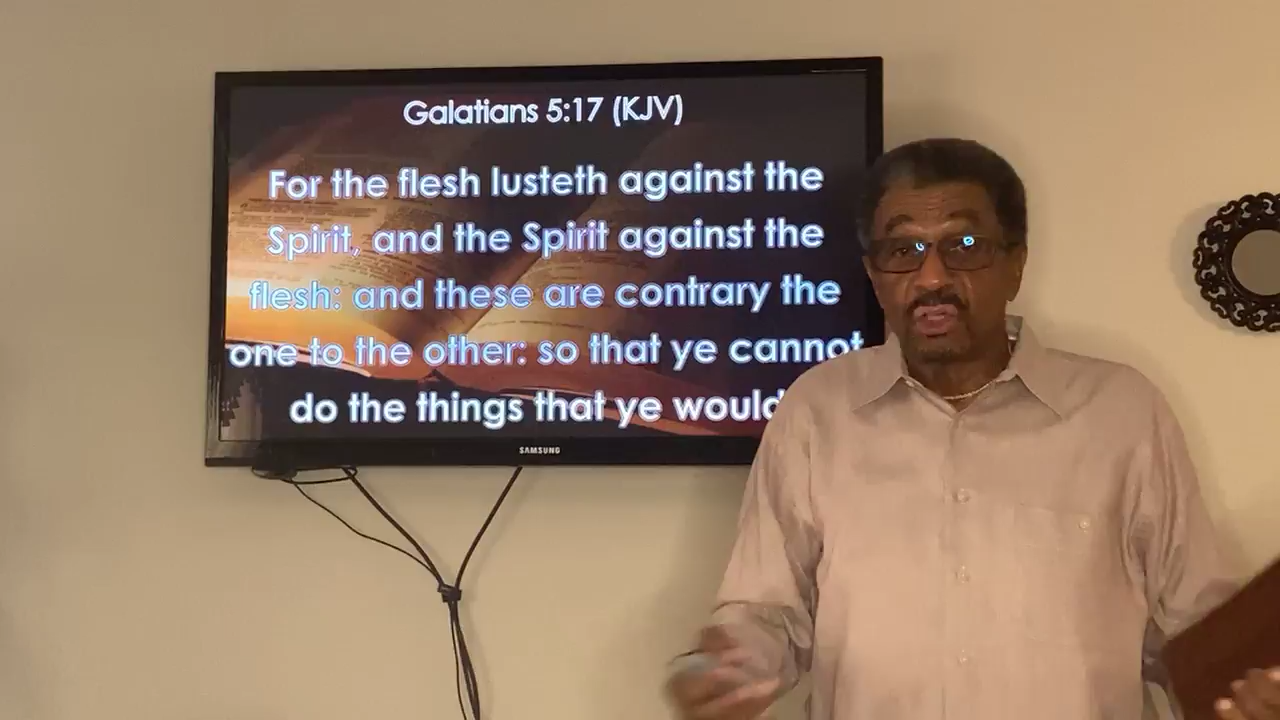 Galatians 5:17 (KJV)
For the flesh lusteth against the
Spirit, and the Spirit against the
flesh: and these are contrary the
one to the other: so that ye cannot
do the things that ye would
SAMSUNG